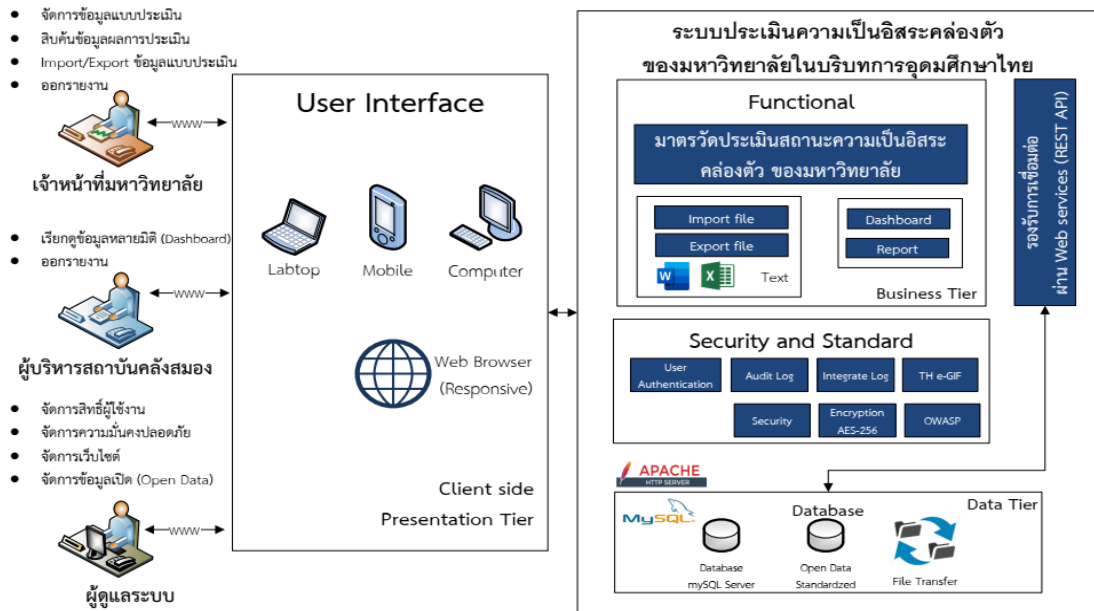 ● จัดการข้อมูลแบบประเมิน
● สืบค้นข้อมูลผลการประเมิน
● Import/Export ข้อมูลแบบประเมิน
● ออกรายงาน
www
เจ้าหน้าที่มหาวิทยาลัย
● เรียกดูข้อมูลหลายมิติ (Dashboard)
● ออกรายงาน
www
ผู้บริหารสถาบันคลังสมอง
● จัดการสิทธิ์ผู้ใช้งาน
● จัดการความมั่นคงปลอดภัย
● จัดการเว็บไซต์
● จัดการข้อมูลเปิด (Open Data)
www
ผู้ดูแลระบบ
User Interface
Labtop
Mobile
Computer
Web Browser
(Responsive)
Client side
Presentation Tier
ระบบประเมินความเป็นอิสระคล่องตัว
ของมหาวิทยาลัยในบริบทการอุดมศึกษาไทย
Functional
มาตรวัดประเมินสถานะความเป็นอิสระ
คล่องตัว ของมหาวิทยาลัย
Import file
Export file
W
X
Text
Dashboard
Report
Business Tier
รองรับการเชื่อมต่อ
ผ่าน Web services (REST API)
Security and Standard
User
Authentication
Audit Log
Integrate Log
TH e-GIF
Security
Encryption
AES-256
OWASP
APACHE
HTTP SERVER
MySQL
Database
Data Tier
Database
mySQL Server
Open Data
Standardzed
File Transfer